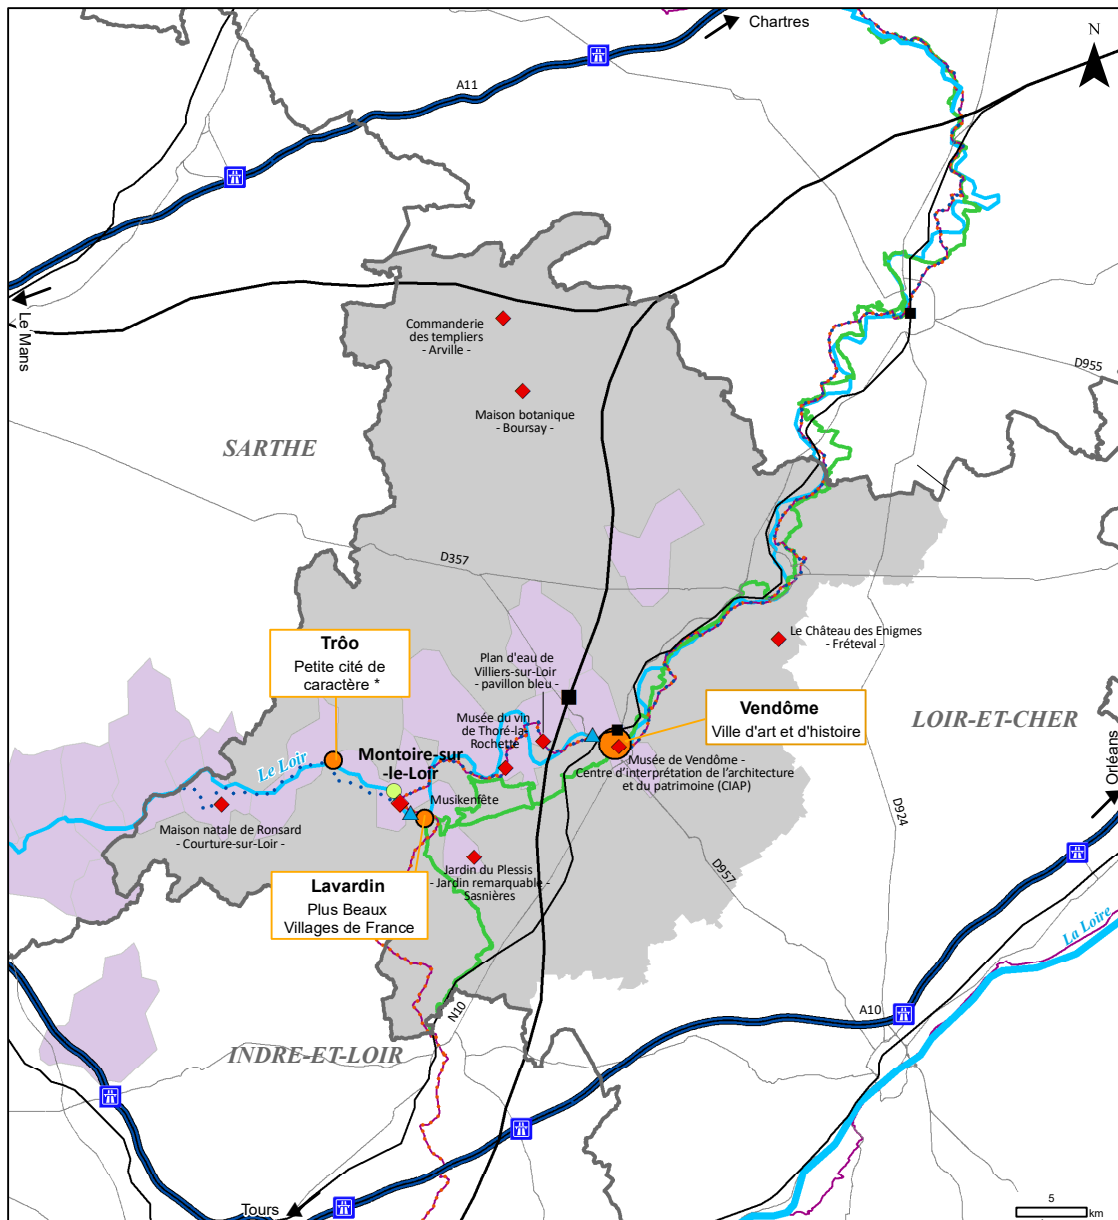 Chartres
N
A11
Le Mans
Commanderie
des templiers
- Arville -
D955
Maison botanique
- Boursay -
SARTHE
D357
Le Château des Enigmes
- Fréteval -
Trôo
Petite cité de
caractère *
Plan d'eau de
Villiers-sur-Loir
- pavillon bleu -
Vendôme
Ville d'art et d'histoire
LOIR-ET-CHER
Musée du vin
de Thoré-la-
Rochette
Montoire-sur
-le-Loir
Le Loir
Musée de Vendôme -
Centre d'interprétation de l'architecture
et du patrimoine (CIAP)
Orléans
Musikenfête
D924
Maison natale de Ronsard
- Courture-sur-Loir -
Jardin du Plessis
- Jardin remarquable -
Sasnières
D957
Lavardin
Plus Beaux
Villages de France
La Loire
N10
A10
INDRE-ET-LOIR
Tours
5
km